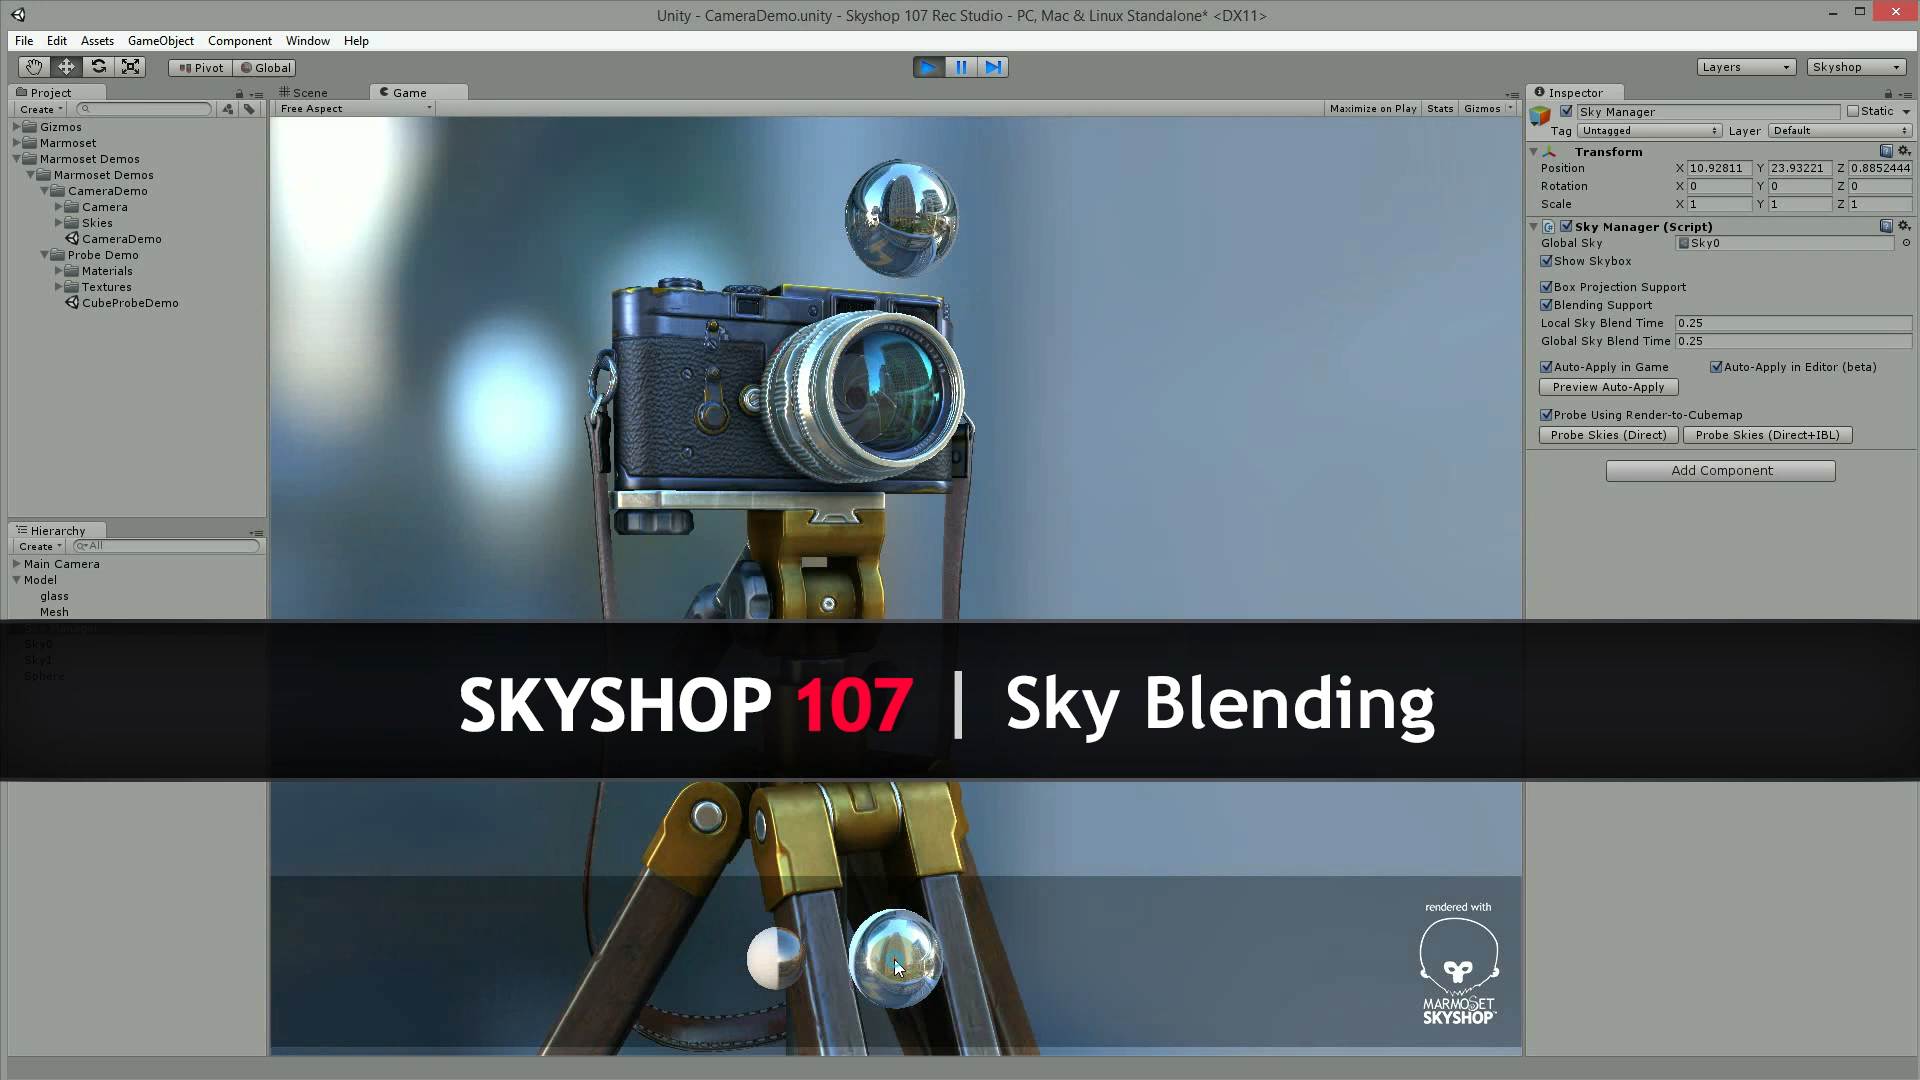 Unity - CameraDemo.unity - Skyshop 107 Rec Studio - PC, Mac & Linux Standalone* <DX11>
File Edit Assets GameObject Component Window Help
Pivot Global Layers Skyshop
Project
Create
Gizmos
Marmoset
Marmoset Demos
Marmoset Demos
CameraDemo
Camera
Skies
CameraDemo
Probe Demo
Materials
Textures
CubeProbeDemo
Hierarchy
Create All
Main Camera
Model
glass
Mesh
Sky Manager
Sky0
Sky1
Sphere
Scene Game
Free Aspect Maximize on Play Stats Gizmos
SKYSHOP 107 | Sky Blending
rendered with
MARMOSET
SKYSHOP
Inspector
Sky Manager Static
Tag Untagged Layer Default
Transform
Position X 10.92811 Y 23.93221 Z 0.8852444
Rotation X 0 Y 0 Z 0
Scale X 1 Y 1 Z 1
Sky Manager (Script)
Global Sky Sky0
Show Skybox
Box Projection Support
Blending Support
Local Sky Blend Time 0.25
Global Sky Blend Time 0.25
Auto-Apply in Game Auto-Apply in Editor (beta)
Preview Auto-Apply
Probe Using Render-to-Cubemap
Probe Skies (Direct) Probe Skies (Direct+IBL)
Add Component